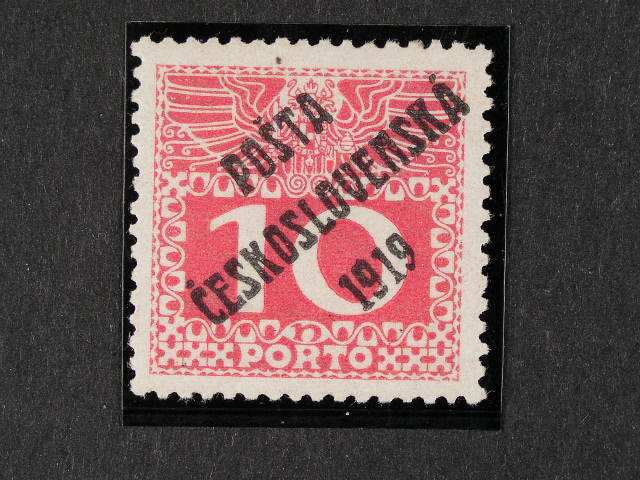 POŠTA
ČESKOSLOVENSKÁ
1919
10
PORTO